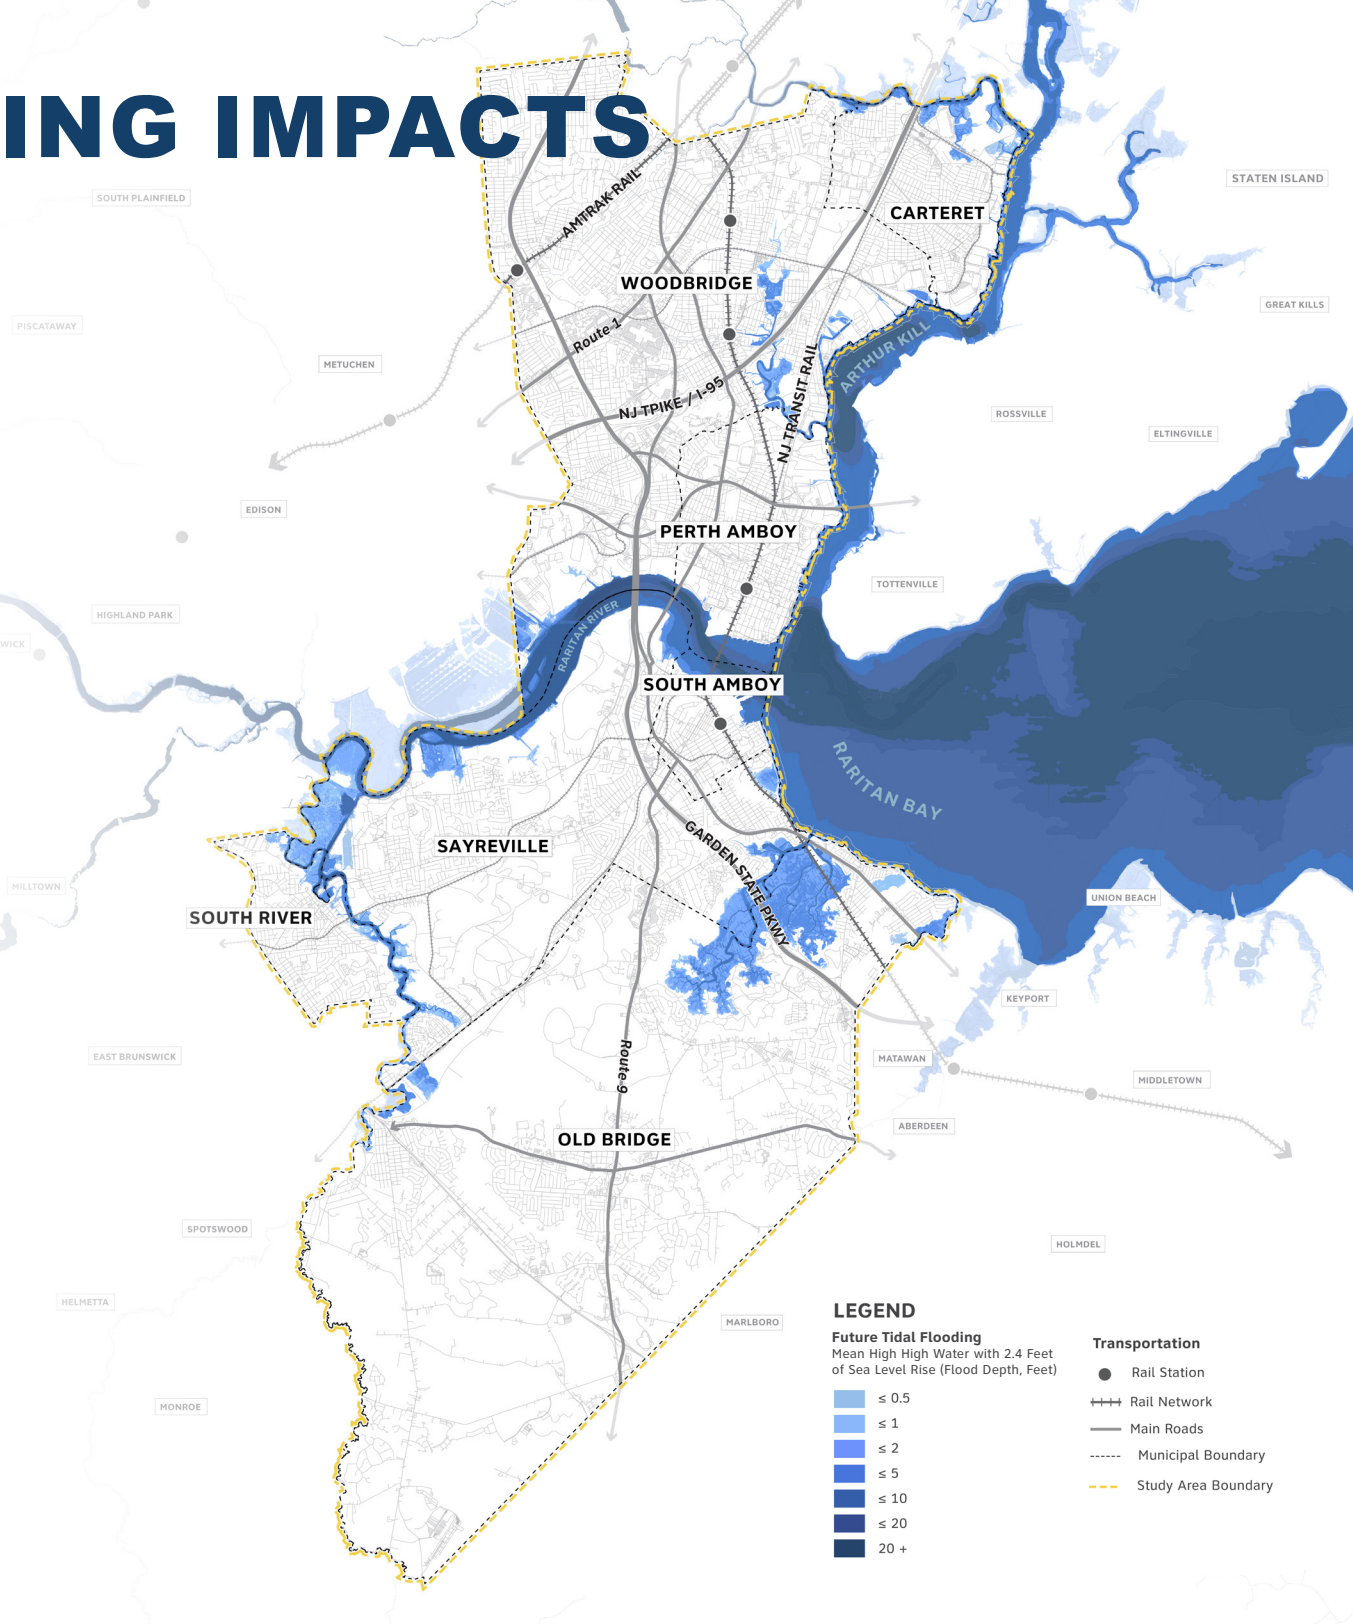 ING IMPACTS
SOUTH PLAINFIELD
AMTRAK RAIL
STATEN ISLAND
CARTERET
WOODBRIDGE
GREAT KILLS
PISCATAWAY
Route 1
ARTHUR KILL
METUCHEN
NJ TPIKE / I-95
NJ TRANSIT RAIL
ROSSVILLE
ELTINGVILLE
EDISON
PERTH AMBOY
TOTTENVILLE
HIGHLAND PARK
RARITAN RIVER
WICK
SOUTH AMBOY
RARITAN BAY
GARDEN STATE PKWY
SAYREVILLE
MILLTOWN
UNION BEACH
SOUTH RIVER
KEYPORT
EAST BRUNSWICK
MATAWAN
Route 9
MIDDLETOWN
ABERDEEN
OLD BRIDGE
SPOTSWOOD
HOLMDEL
HELMETTA
MARLBORO
MONROE
LEGEND
Future Tidal Flooding
Mean High High Water with 2.4 Feet
of Sea Level Rise (Flood Depth, Feet)
≤ 0.5
≤ 1
≤ 2
≤ 5
≤ 10
≤ 20
20 +
Transportation
Rail Station
Rail Network
Main Roads
Municipal Boundary
Study Area Boundary